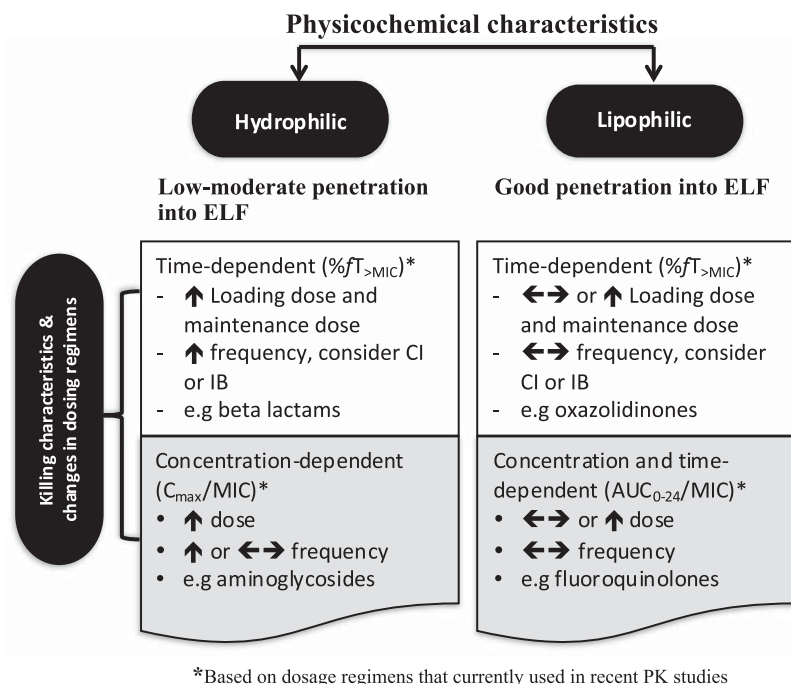 Physicochemical characteristics
Hydrophilic
Lipophilic
Low-moderate penetration
into ELF
Good penetration into ELF
Killing characteristics &
changes in dosing regimens
Time-dependent (%fT>MIC)*
- ↑ Loading dose and
maintenance dose
- ↑ frequency, consider CI
or IB
- e.g beta lactams
Time-dependent (%fT>MIC)*
- ←→ or ↑ Loading dose
and maintenance dose
- ←→ frequency, consider
CI or IB
- e.g oxazolidinones
Concentration-dependent
(Cmax/MIC)*
• ↑ dose
• ↑ or ←→ frequency
• e.g aminoglycosides
Concentration and time-
dependent (AUC0-24/MIC)*
• ←→ or ↑ dose
• ←→ frequency
• e.g fluoroquinolones
*Based on dosage regimens that currently used in recent PK studies